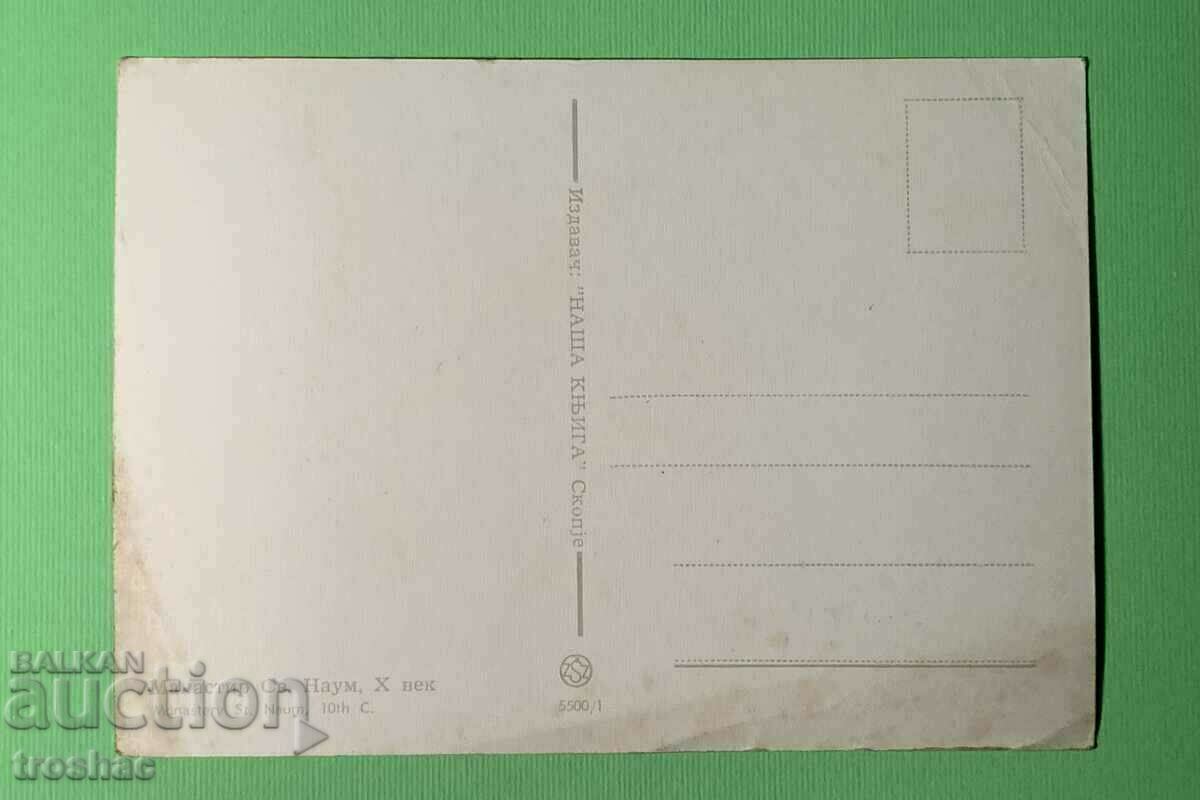 Издавач: "НАША КЊИГА" Скопје
Манастир Св. Наум, X век
Monastery St. Naum, 10th C.
5500/1
BALKAN
auction
troshac